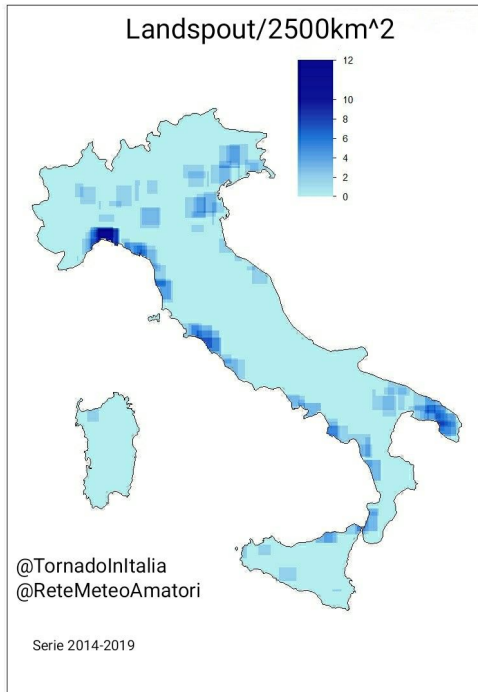 Landspout/2500km^2
12
10
8
6
4
2
0
@TornadoInItalia
@ReteMeteoAmatori
Serie 2014-2019